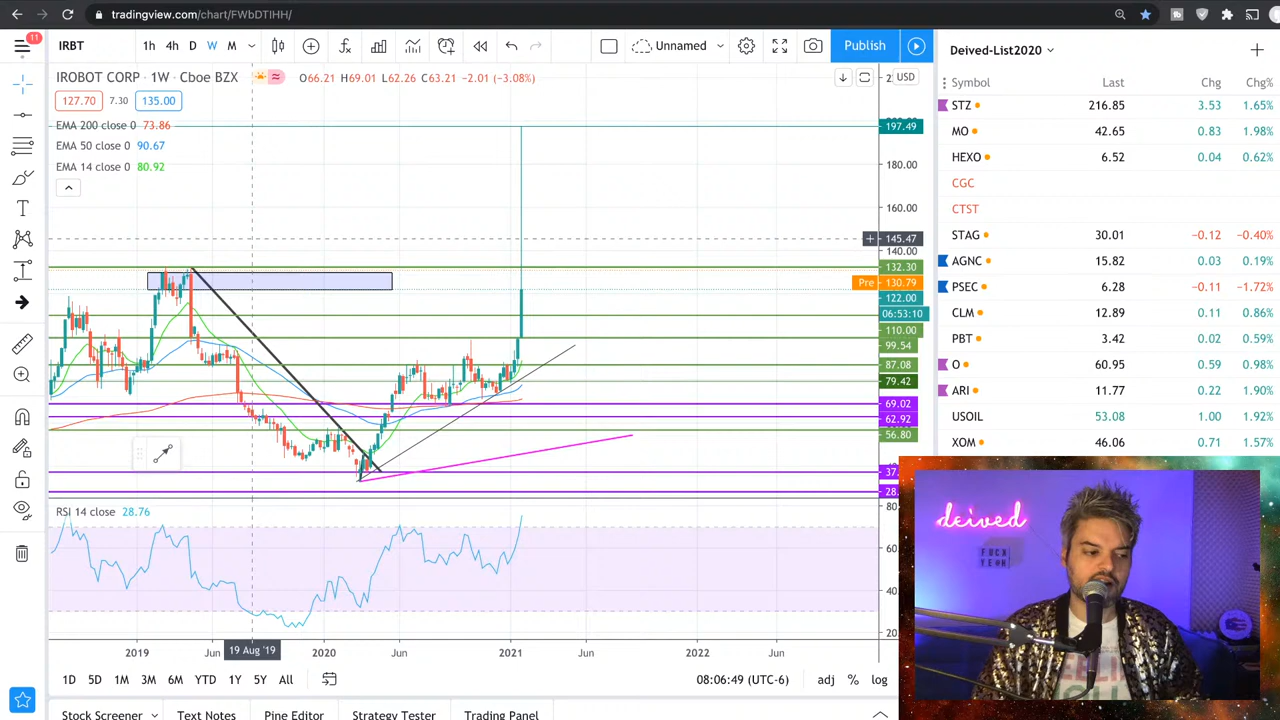 tradingview.com/chart/FWbDTIHH/
11
IRBT
1h 4h D W M
Unnamed
Publish
Deived-List2020
IROBOT CORP · 1W · Cboe BZX
O66.21 H69.01 L62.26 C63.21 −2.01 (−3.08%)
USD
127.70 7.30 135.00
EMA 200 close 0 73.86
EMA 50 close 0 90.67
EMA 14 close 0 80.92
197.49
180.00
160.00
145.47
140.00
132.30
Pre 130.79
122.00
06:53:10
110.00
99.54
87.08
79.42
69.02
62.92
56.80
37.
28.
RSI 14 close 28.76
80
60
40
20
2019 Jun 19 Aug '19 2020 Jun 2021 Jun 2022 Jun
1D 5D 1M 3M 6M YTD 1Y 5Y All
08:06:49 (UTC-6)
adj % log
Stock Screener Text Notes Pine Editor Strategy Tester Trading Panel
Symbol Last Chg Chg%
STZ 216.85 3.53 1.65%
MO 42.65 0.83 1.98%
HEXO 6.52 0.04 0.62%
CGC
CTST
STAG 30.01 −0.12 −0.40%
AGNC 15.82 0.03 0.19%
PSEC 6.28 −0.11 −1.72%
CLM 12.89 0.11 0.86%
PBT 3.42 0.02 0.59%
O 60.95 0.59 0.98%
ARI 11.77 0.22 1.90%
USOIL 53.08 1.00 1.92%
XOM 46.06 0.71 1.57%
deived
FUCK
YEAH